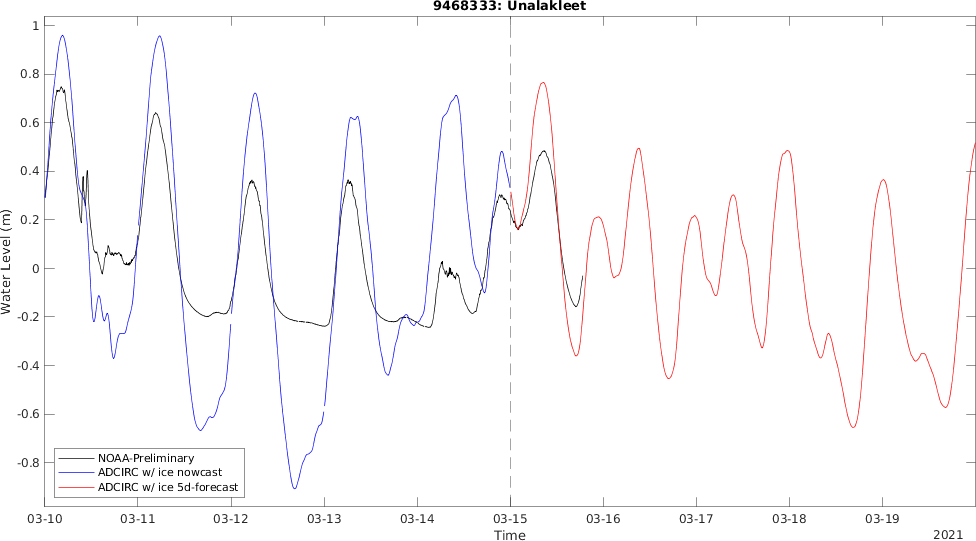 9468333: Unalakleet
1
0.8
0.6
0.4
0.2
0
-0.2
-0.4
-0.6
-0.8
Water Level (m)
NOAA-Preliminary
ADCIRC w/ ice nowcast
ADCIRC w/ ice 5d-forecast
03-10 03-11 03-12 03-13 03-14 03-15 03-16 03-17 03-18 03-19
Time
2021